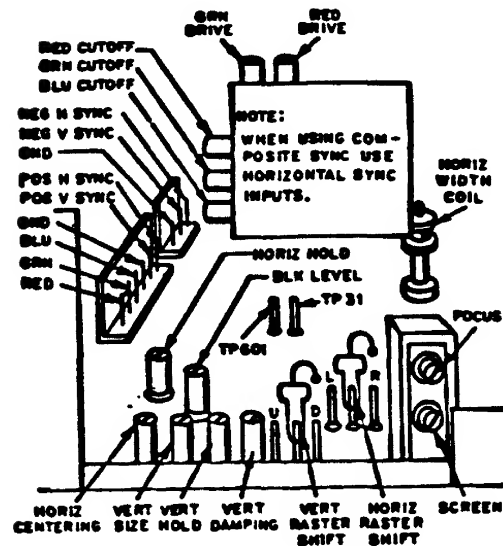 GRN
DRIVE
RED
DRIVE
RED CUTOFF
GRN CUTOFF
BLU CUTOFF
NEG H SYNC
NEG V SYNC
GND
POS H SYNC
POS V SYNC
GND
BLU
GRN
RED
NOTE:
WHEN USING COM-
POSITE SYNC USE
HORIZONTAL SYNC
INPUTS.
HORIZ
WIDTH
COIL
HORIZ HOLD
BLK LEVEL
TP 31
TP601
FOCUS
L
R
U
D
HORIZ
CENTERING
VERT
SIZE
VERT
HOLD
VERT
DAMPING
VERT
RASTER
SHIFT
HORIZ
RASTER
SHIFT
SCREEN